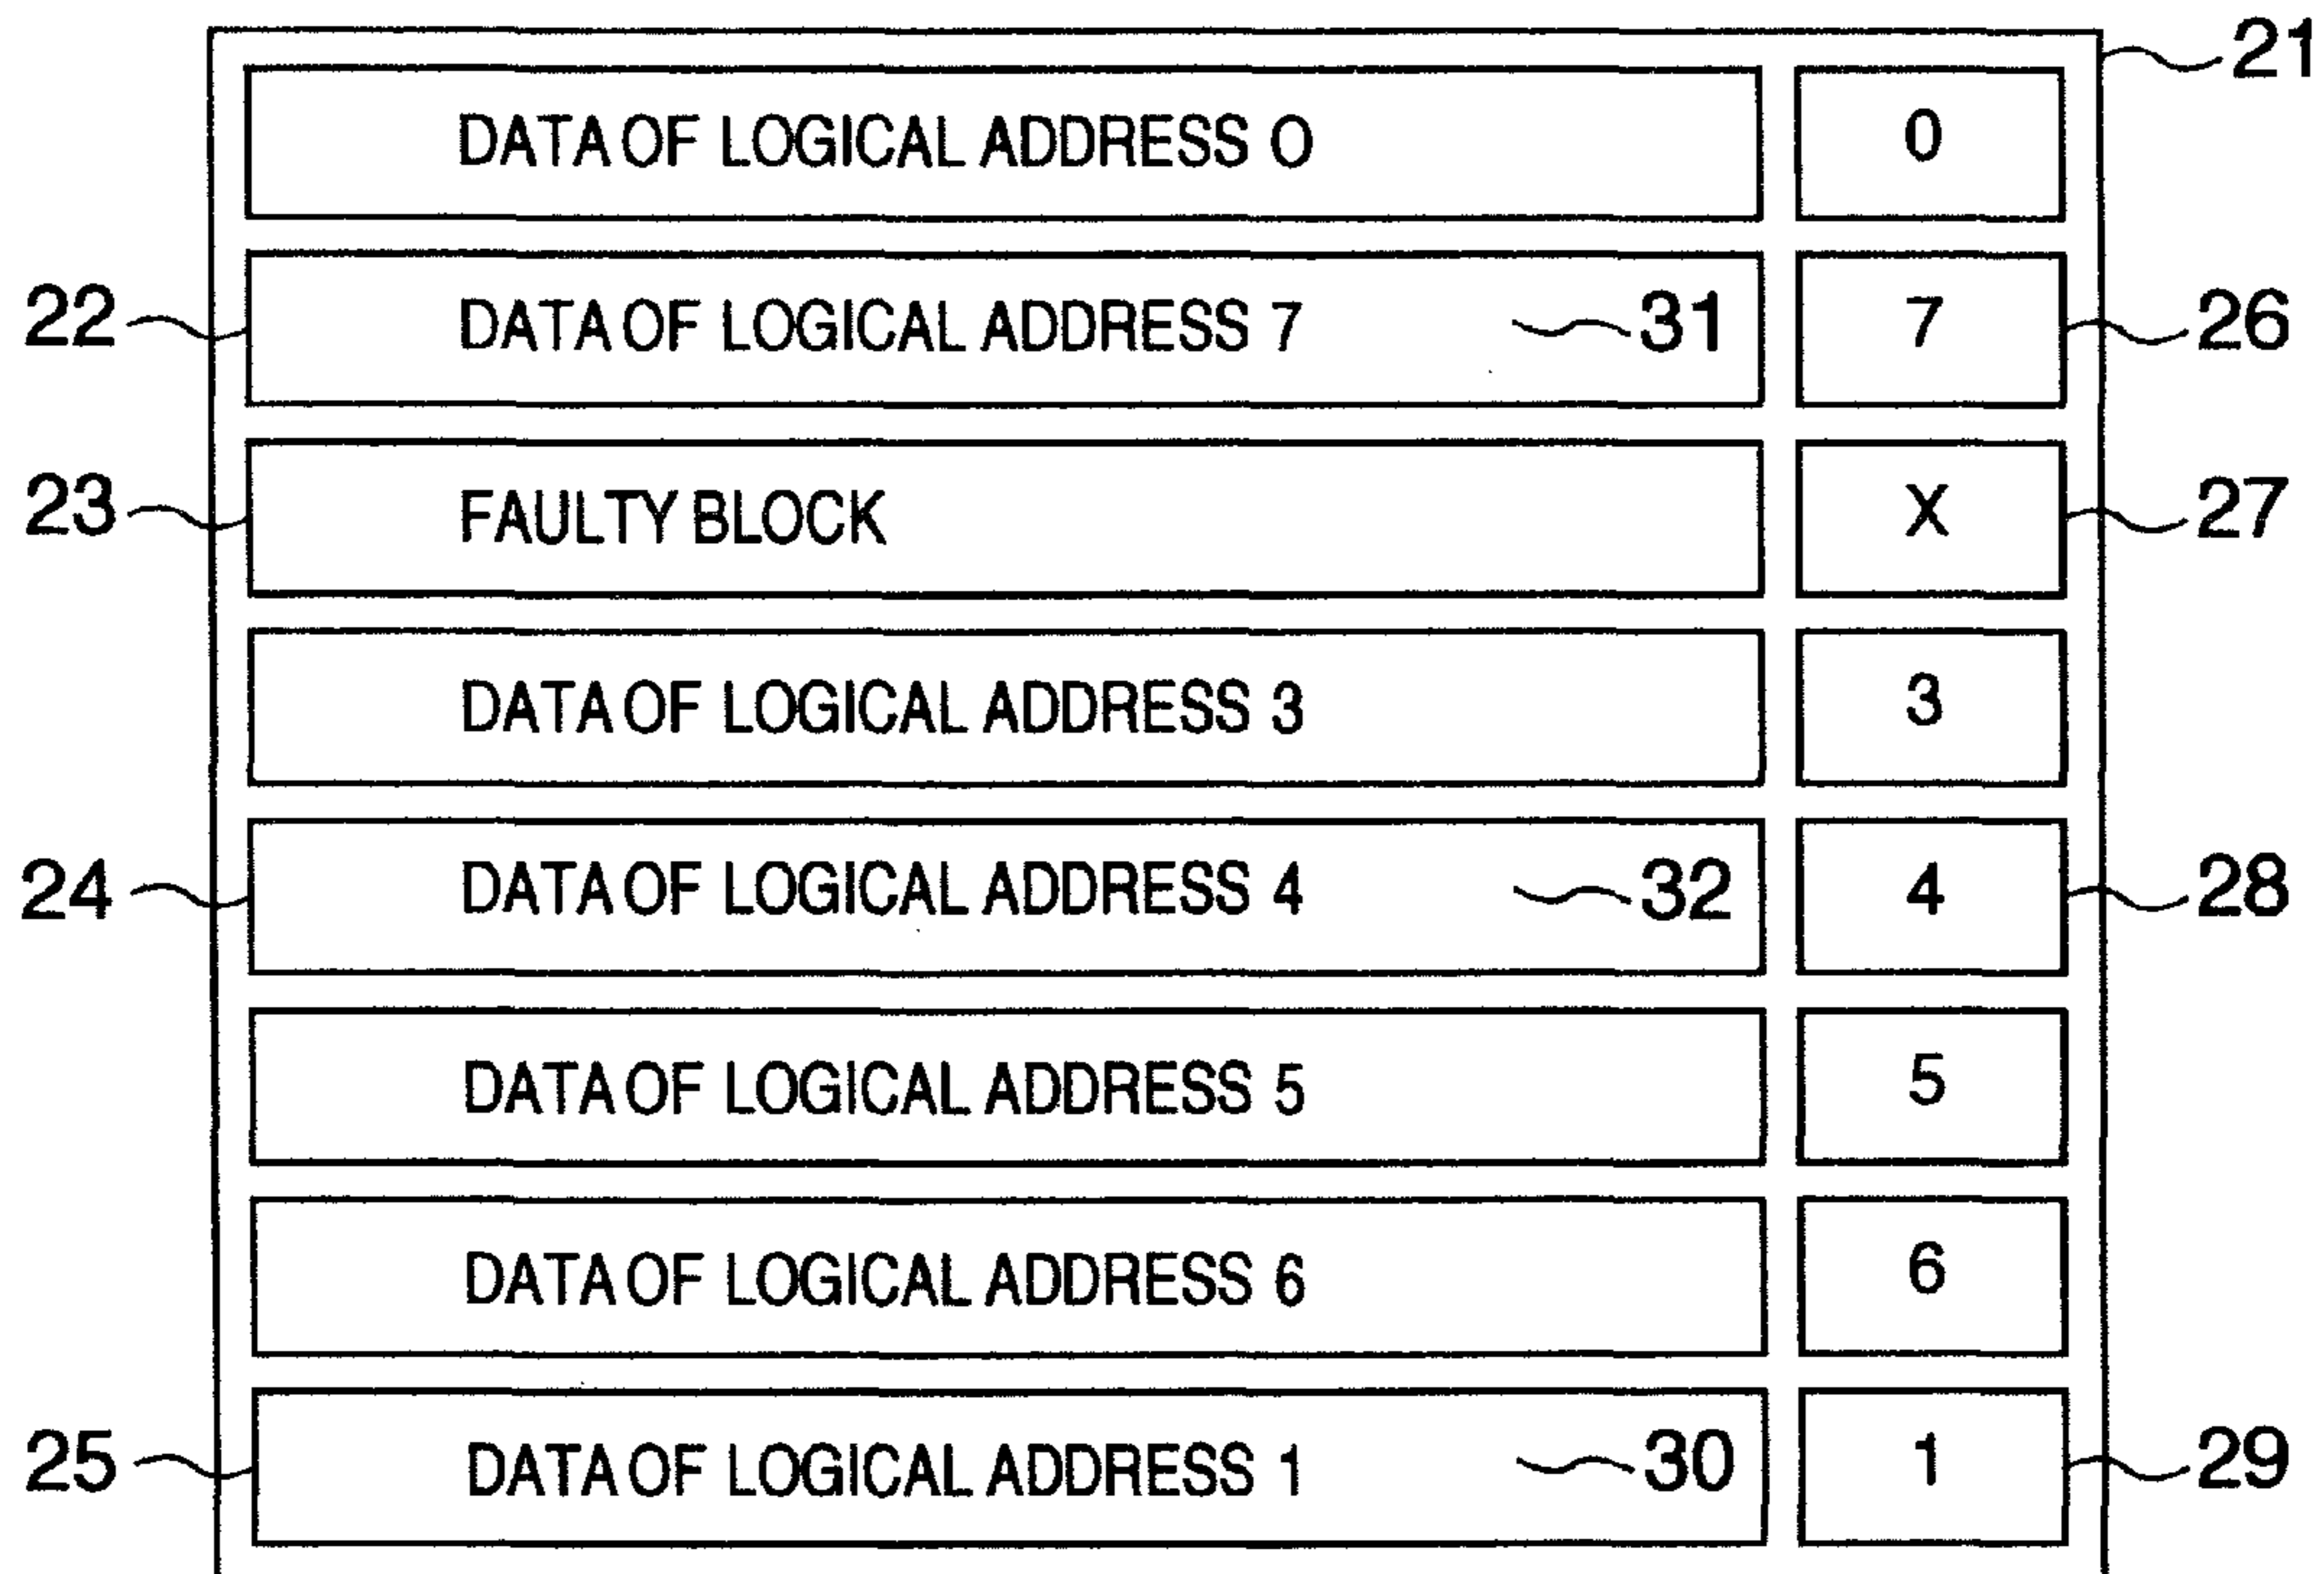 21
DATA OF LOGICAL ADDRESS 0 0
22 DATA OF LOGICAL ADDRESS 7 31 7 26
23 FAULTY BLOCK X 27
DATA OF LOGICAL ADDRESS 3 3
24 DATA OF LOGICAL ADDRESS 4 32 4 28
DATA OF LOGICAL ADDRESS 5 5
DATA OF LOGICAL ADDRESS 6 6
25 DATA OF LOGICAL ADDRESS 1 30 1 29